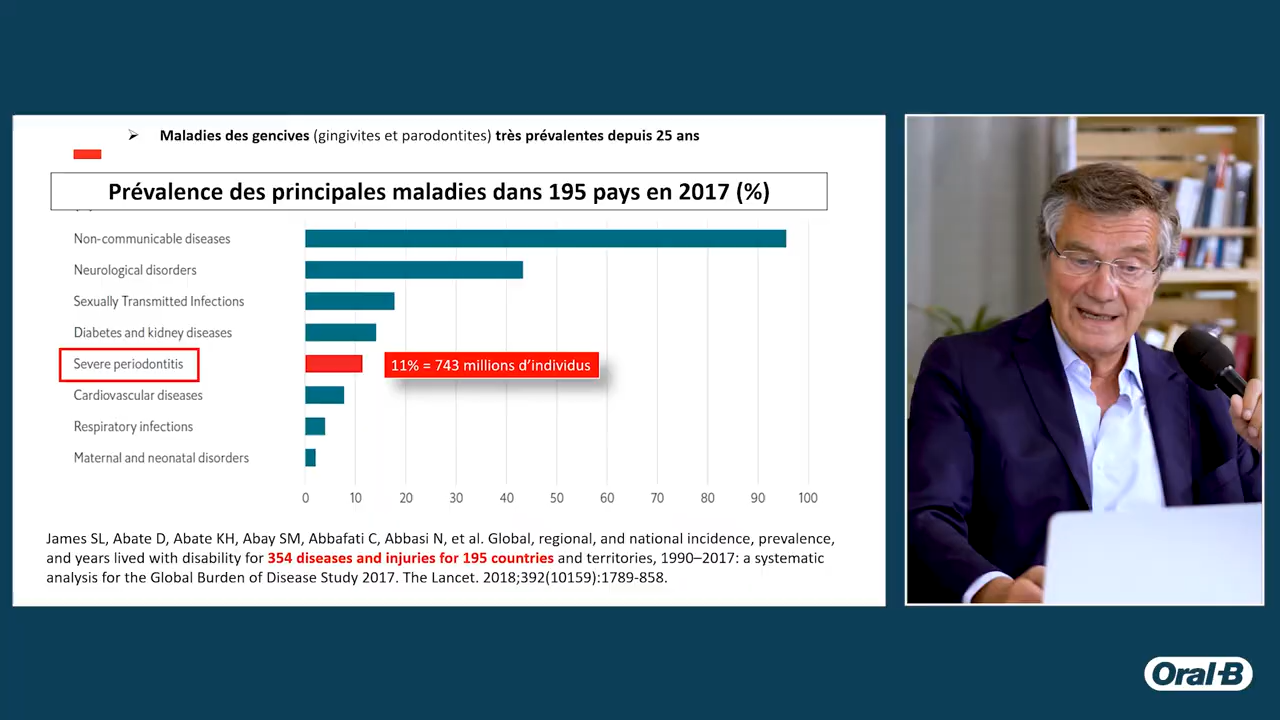 ➢ Maladies des gencives (gingivites et parodontites) très prévalentes depuis 25 ans
Prévalence des principales maladies dans 195 pays en 2017 (%)
Non-communicable diseases
Neurological disorders
Sexually Transmitted Infections
Diabetes and kidney diseases
Severe periodontitis
11% = 743 millions d’individus
Cardiovascular diseases
Respiratory infections
Maternal and neonatal disorders
0 10 20 30 40 50 60 70 80 90 100
James SL, Abate D, Abate KH, Abay SM, Abbafati C, Abbasi N, et al. Global, regional, and national incidence, prevalence,
and years lived with disability for 354 diseases and injuries for 195 countries and territories, 1990–2017: a systematic
analysis for the Global Burden of Disease Study 2017. The Lancet. 2018;392(10159):1789-858.
Oral-B